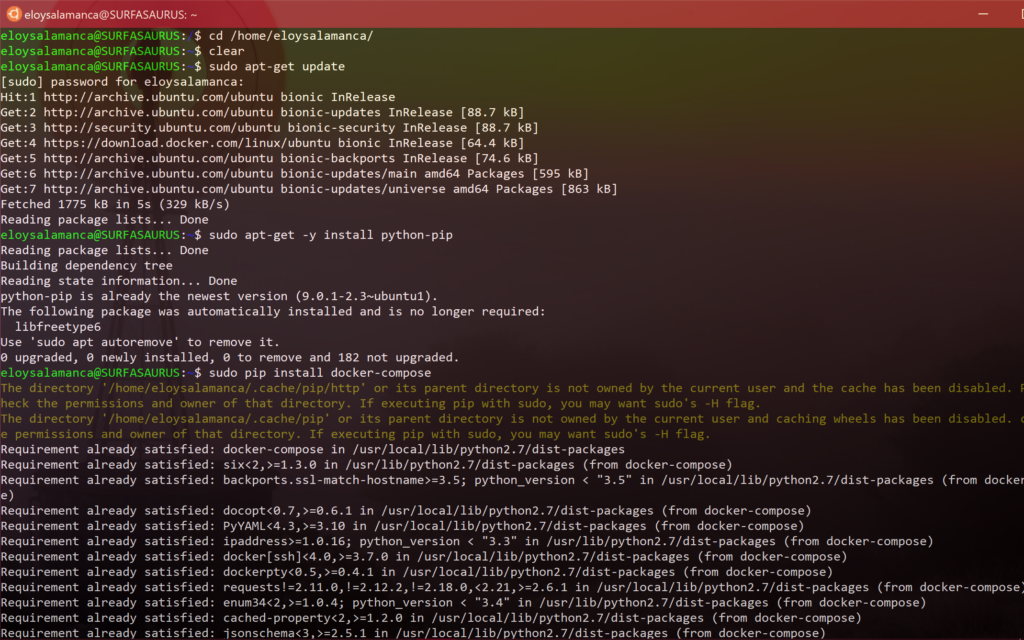 eloysalamanca@SURFASAURUS: ~
eloysalamanca@SURFASAURUS:~$ cd /home/eloysalamanca/
eloysalamanca@SURFASAURUS:~$ clear
eloysalamanca@SURFASAURUS:~$ sudo apt-get update
[sudo] password for eloysalamanca:
Hit:1 http://archive.ubuntu.com/ubuntu bionic InRelease
Get:2 http://archive.ubuntu.com/ubuntu bionic-updates InRelease [88.7 kB]
Get:3 http://security.ubuntu.com/ubuntu bionic-security InRelease [88.7 kB]
Get:4 https://download.docker.com/linux/ubuntu bionic InRelease [64.4 kB]
Get:5 http://archive.ubuntu.com/ubuntu bionic-backports InRelease [74.6 kB]
Get:6 http://archive.ubuntu.com/ubuntu bionic-updates/main amd64 Packages [595 kB]
Get:7 http://archive.ubuntu.com/ubuntu bionic-updates/universe amd64 Packages [863 kB]
Fetched 1775 kB in 5s (329 kB/s)
Reading package lists... Done
eloysalamanca@SURFASAURUS:~$ sudo apt-get -y install python-pip
Reading package lists... Done
Building dependency tree
Reading state information... Done
python-pip is already the newest version (9.0.1-2.3~ubuntu1).
The following package was automatically installed and is no longer required:
libfreetype6
Use 'sudo apt autoremove' to remove it.
0 upgraded, 0 newly installed, 0 to remove and 182 not upgraded.
eloysalamanca@SURFASAURUS:~$ sudo pip install docker-compose
The directory '/home/eloysalamanca/.cache/pip/http' or its parent directory is not owned by the current user and the cache has been disabled.
heck the permissions and owner of that directory. If executing pip with sudo, you may want sudo's -H flag.
The directory '/home/eloysalamanca/.cache/pip' or its parent directory is not owned by the current user and caching wheels has been disabled.
e permissions and owner of that directory. If executing pip with sudo, you may want sudo's -H flag.
Requirement already satisfied: docker-compose in /usr/local/lib/python2.7/dist-packages
Requirement already satisfied: six<2,>=1.3.0 in /usr/lib/python2.7/dist-packages (from docker-compose)
Requirement already satisfied: backports.ssl-match-hostname>=3.5; python_version < "3.5" in /usr/local/lib/python2.7/dist-packages (from docker
e)
Requirement already satisfied: docopt<0.7,>=0.6.1 in /usr/local/lib/python2.7/dist-packages (from docker-compose)
Requirement already satisfied: PyYAML<4.3,>=3.10 in /usr/local/lib/python2.7/dist-packages (from docker-compose)
Requirement already satisfied: ipaddress>=1.0.16; python_version < "3.3" in /usr/lib/python2.7/dist-packages (from docker-compose)
Requirement already satisfied: docker[ssh]<4.0,>=3.7.0 in /usr/local/lib/python2.7/dist-packages (from docker-compose)
Requirement already satisfied: dockerpty<0.5,>=0.4.1 in /usr/local/lib/python2.7/dist-packages (from docker-compose)
Requirement already satisfied: requests!=2.11.0,!=2.12.2,!=2.18.0,<2.21,>=2.6.1 in /usr/local/lib/python2.7/dist-packages (from docker-compose)
Requirement already satisfied: enum34<2,>=1.0.4; python_version < "3.4" in /usr/lib/python2.7/dist-packages (from docker-compose)
Requirement already satisfied: cached-property<2,>=1.2.0 in /usr/local/lib/python2.7/dist-packages (from docker-compose)
Requirement already satisfied: jsonschema<3,>=2.5.1 in /usr/local/lib/python2.7/dist-packages (from docker-compose)